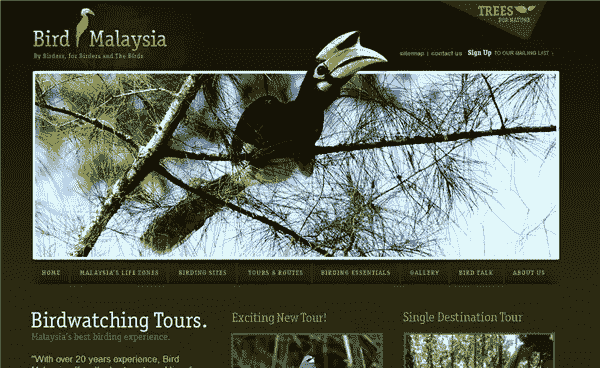 TREES
FOR NATURE
Bird Malaysia
By Birders, for Birders and The Birds
sitemap | contact us Sign Up TO OUR MAILING LIST
HOME MALAYSIA'S LIFE ZONES BIRDING SITES TOURS & ROUTES BIRDING ESSENTIALS GALLERY BIRD TALK ABOUT US
Birdwatching Tours.
Malaysia's best birding experience.
Exciting New Tour!
Single Destination Tour
"With over 20 years experience, Bird